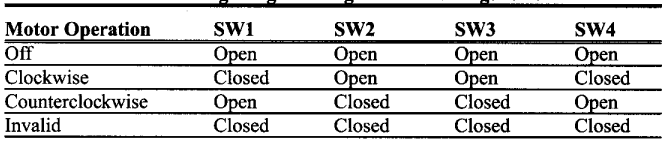 Motor Operation SW1 SW2 SW3 SW4
Off Open Open Open Open
Clockwise Closed Open Open Closed
Counterclockwise Open Closed Closed Open
Invalid Closed Closed Closed Closed